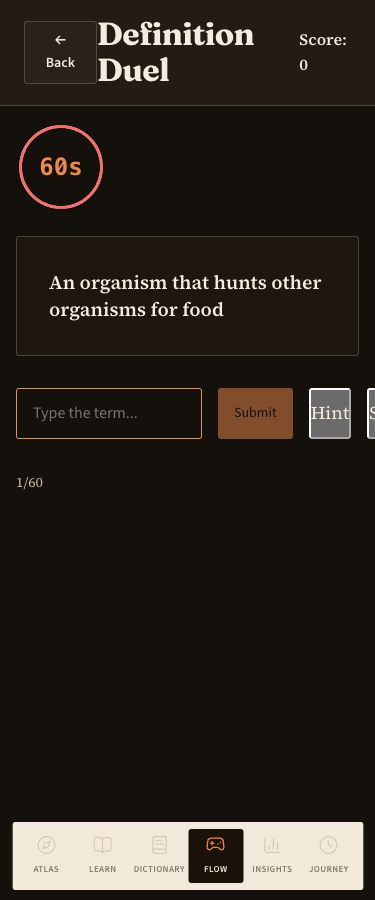 ← Back
Definition Duel
Score: 0
60s
An organism that hunts other
organisms for food
Type the term...
Submit
Hint
1/60
ATLAS
LEARN
DICTIONARY
FLOW
INSIGHTS
JOURNEY